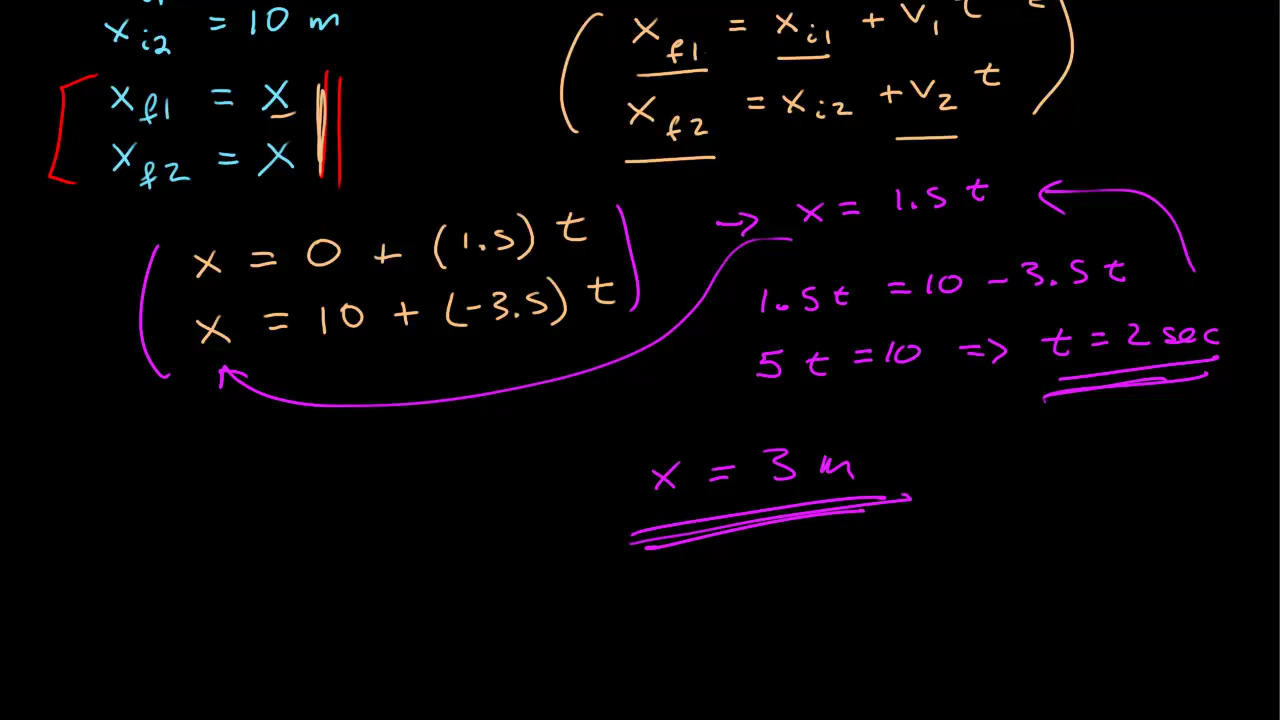 x_i2 = 10 m
x_f1 = x
x_f2 = x
x_f1 = x_i1 + v_1 t
x_f2 = x_i2 + v_2 t
x = 0 + (1.5) t
x = 10 + (-3.5) t
→ x = 1.5 t
1.5 t = 10 - 3.5 t
5 t = 10 => t = 2 sec
x = 3 m